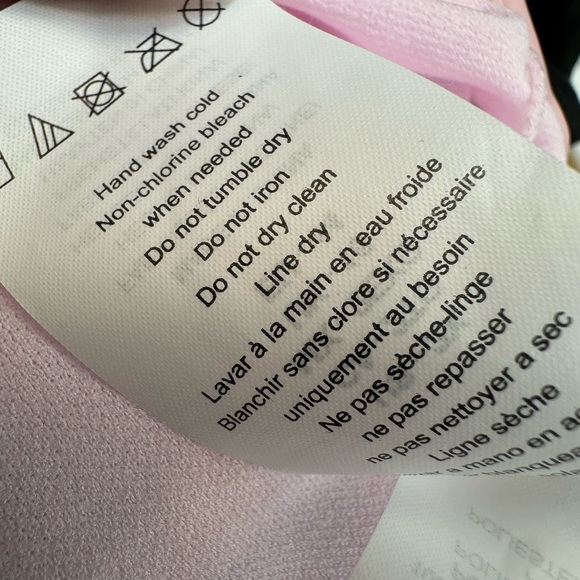 Hand wash cold
Non-chlorine bleach
when needed
Do not tumble dry
Do not iron
Do not dry clean
Line dry
Lavar à la main en eau froide
Blanchir sans clore si nécessaire
uniquement au besoin
Ne pas sèche-linge
ne pas repasser
ne pas nettoyer a sec
Ligne sèche
a mano en